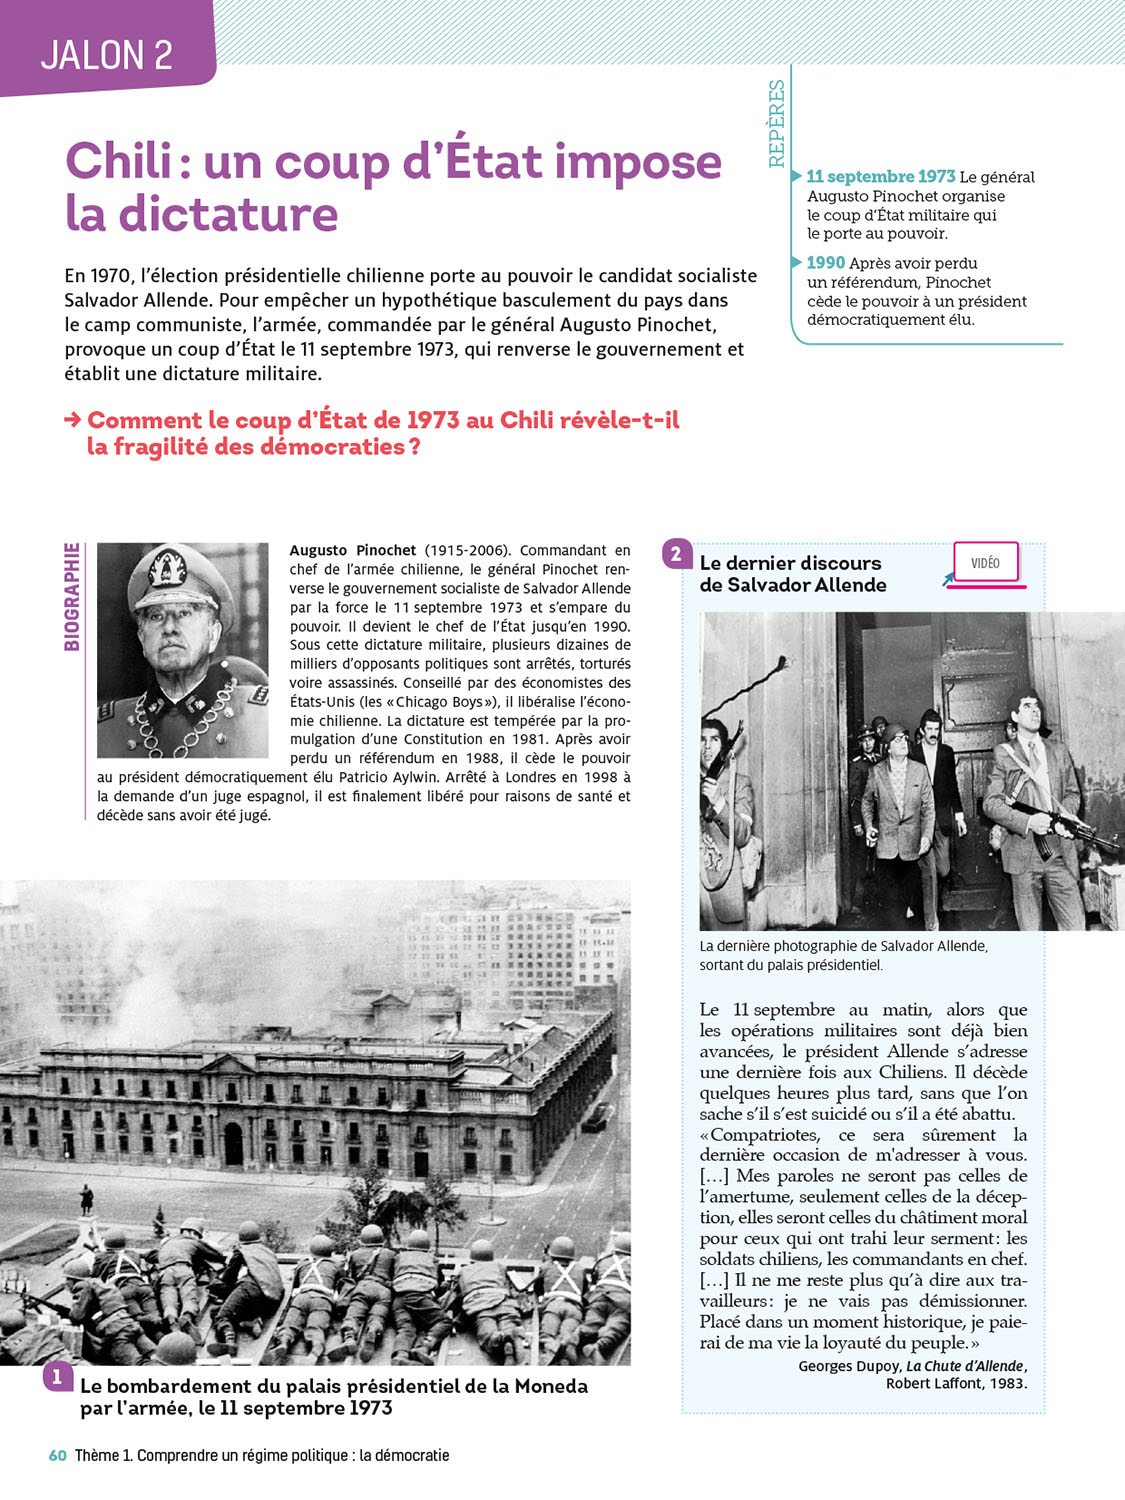 JALON 2
Chili : un coup d'État impose
la dictature
En 1970, l'élection présidentielle chilienne porte au pouvoir le candidat socialiste
Salvador Allende. Pour empêcher un hypothétique basculement du pays dans
le camp communiste, l'armée, commandée par le général Augusto Pinochet,
provoque un coup d'État le 11 septembre 1973, qui renverse le gouvernement et
établit une dictature militaire.
→ Comment le coup d'État de 1973 au Chili révèle-t-il
la fragilité des démocraties ?
REPÈRES
11 septembre 1973 Le général
Augusto Pinochet organise
le coup d'État militaire qui
le porte au pouvoir.
1990 Après avoir perdu
un référendum, Pinochet
cède le pouvoir à un président
démocratiquement élu.
BIOGRAPHIE
Augusto Pinochet (1915-2006). Commandant en
chef de l'armée chilienne, le général Pinochet ren-
verse le gouvernement socialiste de Salvador Allende
par la force le 11 septembre 1973 et s'empare du
pouvoir. Il devient le chef de l'État jusqu'en 1990.
Sous cette dictature militaire, plusieurs dizaines de
milliers d'opposants politiques sont arrêtés, torturés
voire assassinés. Conseillé par des économistes des
États-Unis (les « Chicago Boys »), il libéralise l'écono-
mie chilienne. La dictature est tempérée par la pro-
mulgation d'une Constitution en 1981. Après avoir
perdu un référendum en 1988, il cède le pouvoir
au président démocratiquement élu Patricio Aylwin. Arrêté à Londres en 1998 à
la demande d'un juge espagnol, il est finalement libéré pour raisons de santé et
décède sans avoir été jugé.
1
Le bombardement du palais présidentiel de la Moneda
par l'armée, le 11 septembre 1973
2
Le dernier discours
de Salvador Allende
VIDÉO
La dernière photographie de Salvador Allende,
sortant du palais présidentiel.
Le 11 septembre au matin, alors que
les opérations militaires sont déjà bien
avancées, le président Allende s'adresse
une dernière fois aux Chiliens. Il décède
quelques heures plus tard, sans que l'on
sache s'il s'est suicidé ou s'il a été abattu.
« Compatriotes, ce sera sûrement la
dernière occasion de m'adresser à vous.
[…] Mes paroles ne seront pas celles de
l'amertume, seulement celles de la décep-
tion, elles seront celles du châtiment moral
pour ceux qui ont trahi leur serment : les
soldats chiliens, les commandants en chef.
[…] Il ne me reste plus qu'à dire aux tra-
vailleurs : je ne vais pas démissionner.
Placé dans un moment historique, je paie-
rai de ma vie la loyauté du peuple. »
Georges Dupoy, La Chute d'Allende,
Robert Laffont, 1983.
60 Thème 1. Comprendre un régime politique : la démocratie